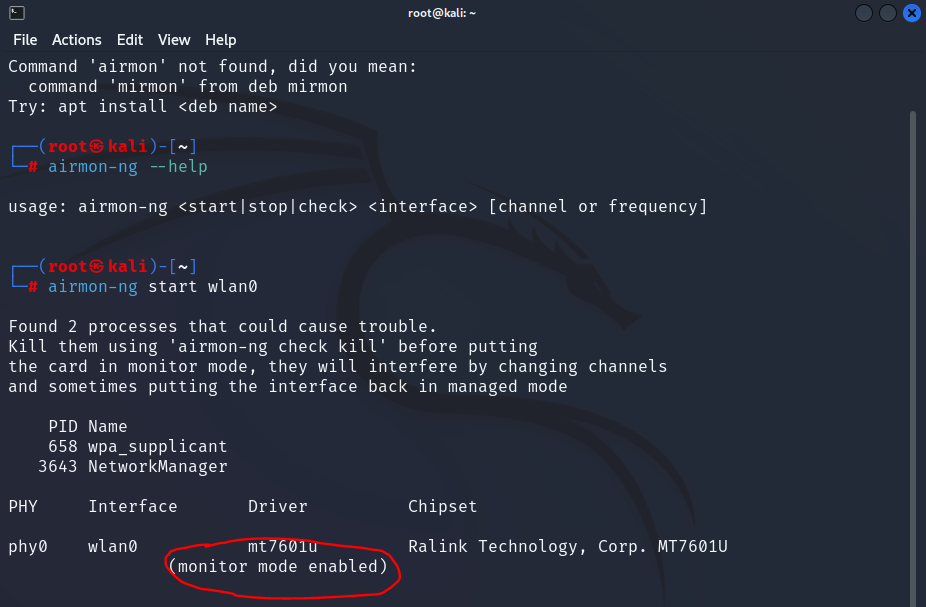 root@kali: ~
File Actions Edit View Help
Command 'airmon' not found, did you mean:
  command 'mirmon' from deb mirmon
Try: apt install <deb name>
┌──(root㉿kali)-[~]
└─# airmon-ng --help
usage: airmon-ng <start|stop|check> <interface> [channel or frequency]
┌──(root㉿kali)-[~]
└─# airmon-ng start wlan0
Found 2 processes that could cause trouble.
Kill them using 'airmon-ng check kill' before putting
the card in monitor mode, they will interfere by changing channels
and sometimes putting the interface back in managed mode
    PID Name
    658 wpa_supplicant
   3643 NetworkManager
PHY     Interface       Driver          Chipset
phy0    wlan0           mt7601u         Ralink Technology, Corp. MT7601U
                (monitor mode enabled)